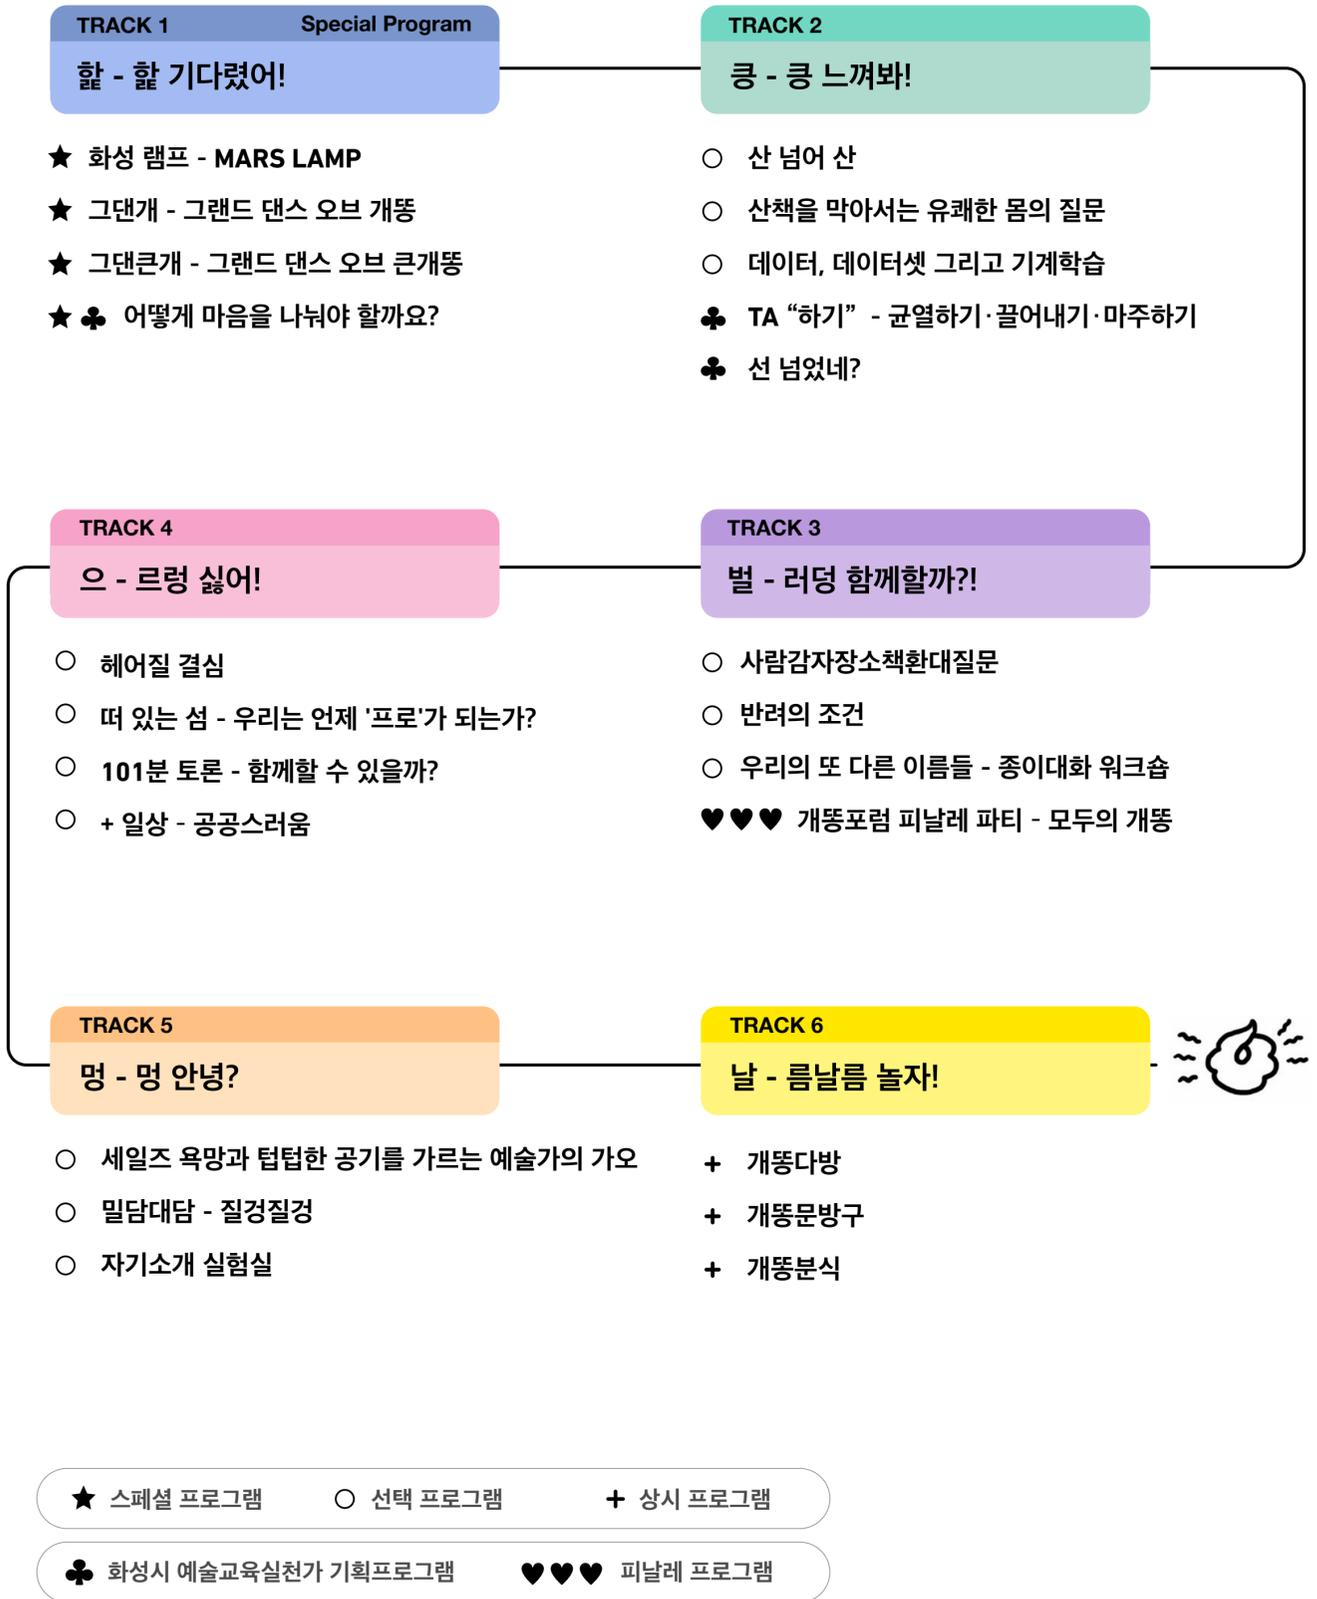 TRACK 1 Special Program
핥 - 핥 기다렸어!
★ 화성 램프 - MARS LAMP
★ 그댄개 - 그랜드 댄스 오브 개똥
★ 그댄큰개 - 그랜드 댄스 오브 큰개똥
★ ♣ 어떻게 마음을 나눠야 할까요?
TRACK 2
킁 - 킁 느껴봐!
○ 산 넘어 산
○ 산책을 막아서는 유쾌한 몸의 질문
○ 데이터, 데이터셋 그리고 기계학습
♣ TA “하기” - 균열하기·끌어내기·마주하기
♣ 선 넘었네?
TRACK 3
벌 - 러덩 함께할까?!
○ 사람감자장소책환대질문
○ 반려의 조건
○ 우리의 또 다른 이름들 - 종이대화 워크숍
♥♥♥ 개똥포럼 피날레 파티 - 모두의 개똥
TRACK 4
으 - 르렁 싫어!
○ 헤어질 결심
○ 떠 있는 섬 - 우리는 언제 '프로'가 되는가?
○ 101분 토론 - 함께할 수 있을까?
○ + 일상 - 공공스러움
TRACK 5
멍 - 멍 안녕?
○ 세일즈 욕망과 텁텁한 공기를 가르는 예술가의 가오
○ 밀담대담 - 질겅질겅
○ 자기소개 실험실
TRACK 6
날 - 름날름 놀자!
+ 개똥다방
+ 개똥문방구
+ 개똥분식
★ 스페셜 프로그램 ○ 선택 프로그램 + 상시 프로그램
♣ 화성시 예술교육실천가 기획프로그램 ♥♥♥ 피날레 프로그램